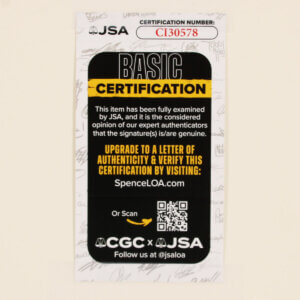 JSA
CERTIFICATION NUMBER:
CI30578
BASIC
CERTIFICATION
This item has been fully examined
by JSA, and it is the considered
opinion of our expert authenticators
that the signature(s) is/are genuine.
UPGRADE TO A LETTER OF
AUTHENTICITY & VERIFY THIS
CERTIFICATION BY VISITING:
SpenceLOA.com
Or Scan
CGC x JSA
Follow us at @jsaloa